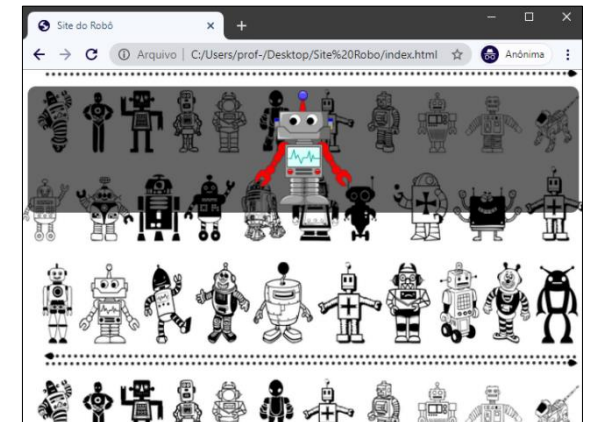 Site do Robô
Arquivo | C:/Users/prof-/Desktop/Site%20Robo/index.html
Anônima